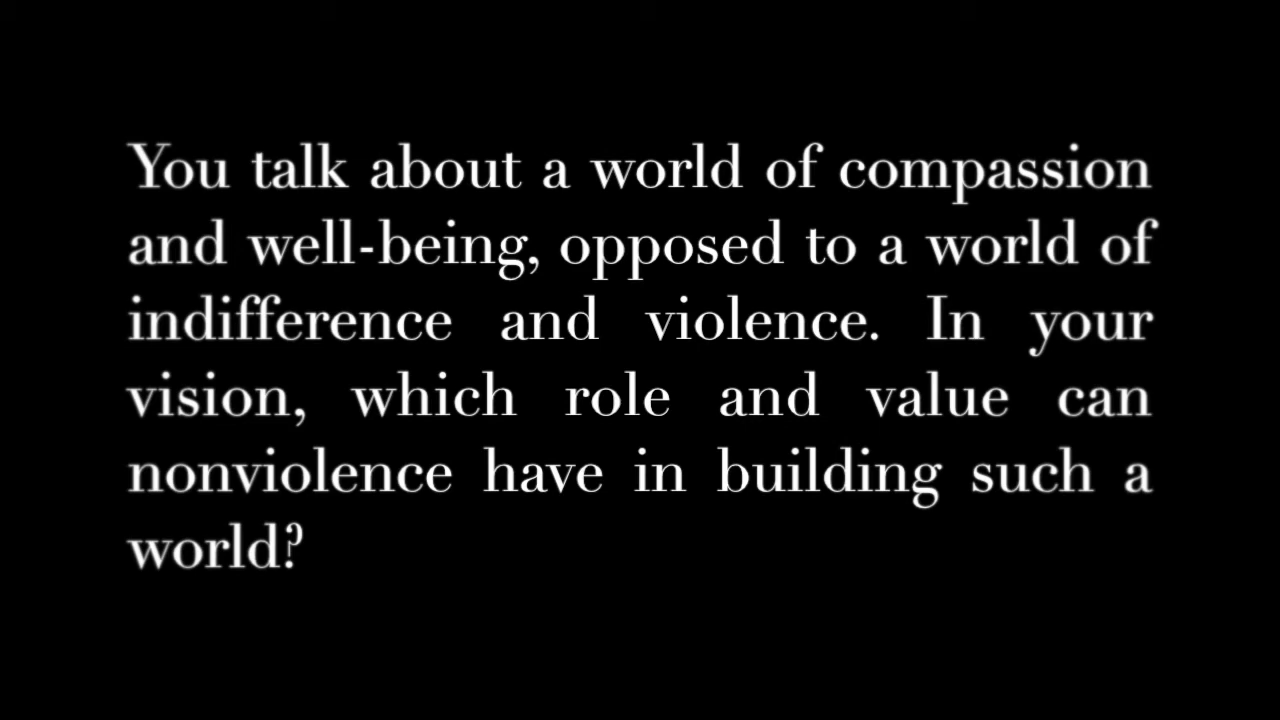 You talk about a world of compassion
and well-being, opposed to a world of
indifference and violence. In your
vision, which role and value can
nonviolence have in building such a
world?